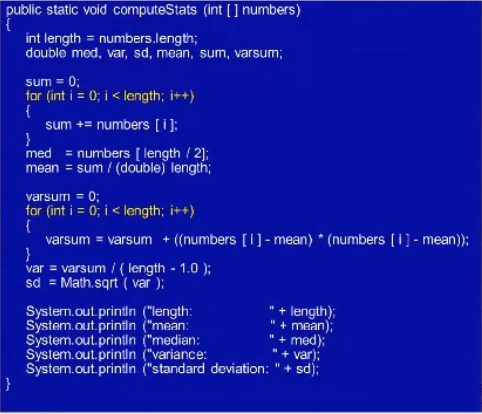 public static void computeStats (int [ ] numbers)
{
int length = numbers.length;
double med, var, sd, mean, sum, varsum;
sum = 0;
for (int i = 0; i < length; i++)
{
sum += numbers [ i ];
}
med = numbers [ length / 2];
mean = sum / (double) length;
varsum = 0;
for (int i = 0; i < length; i++)
{
varsum = varsum + ((numbers [ i ] - mean) * (numbers [ i ] - mean));
}
var = varsum / ( length - 1.0 );
sd = Math.sqrt ( var );
System.out.println ("length: " + length);
System.out.println ("mean: " + mean);
System.out.println ("median: " + med);
System.out.println ("variance: " + var);
System.out.println ("standard deviation: " + sd);
}